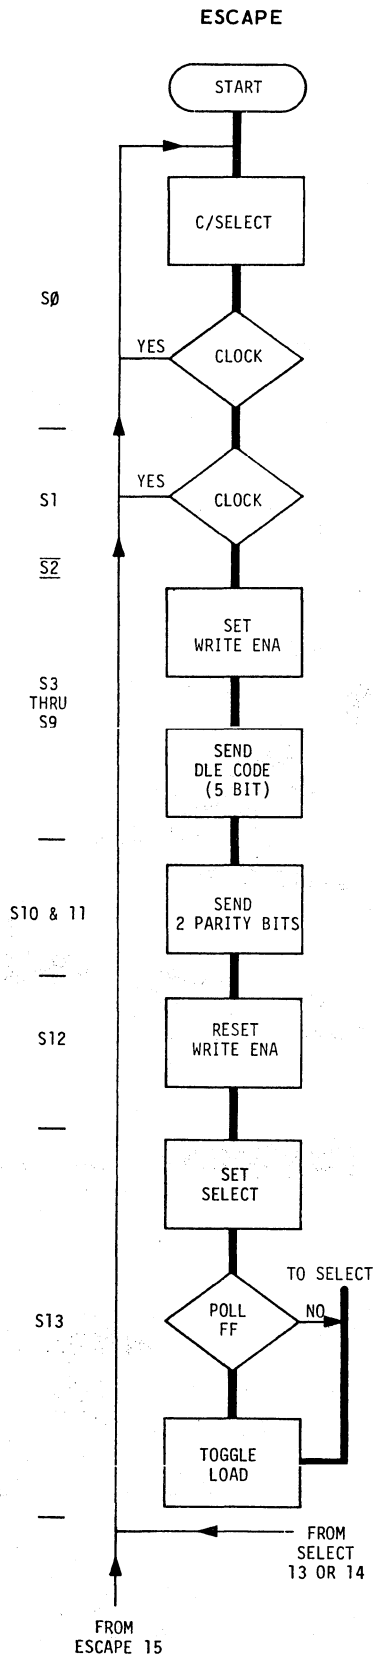 ESCAPE
START
C/SELECT
SØ
YES
CLOCK
YES
CLOCK
S1
S2
SET
WRITE ENA
S3
THRU
S9
SEND
DLE CODE
(5 BIT)
S10 & 11
SEND
2 PARITY BITS
S12
RESET
WRITE ENA
SET
SELECT
TO SELECT
S13
POLL
FF
NO
TOGGLE
LOAD
FROM
SELECT
13 OR 14
FROM
ESCAPE 15